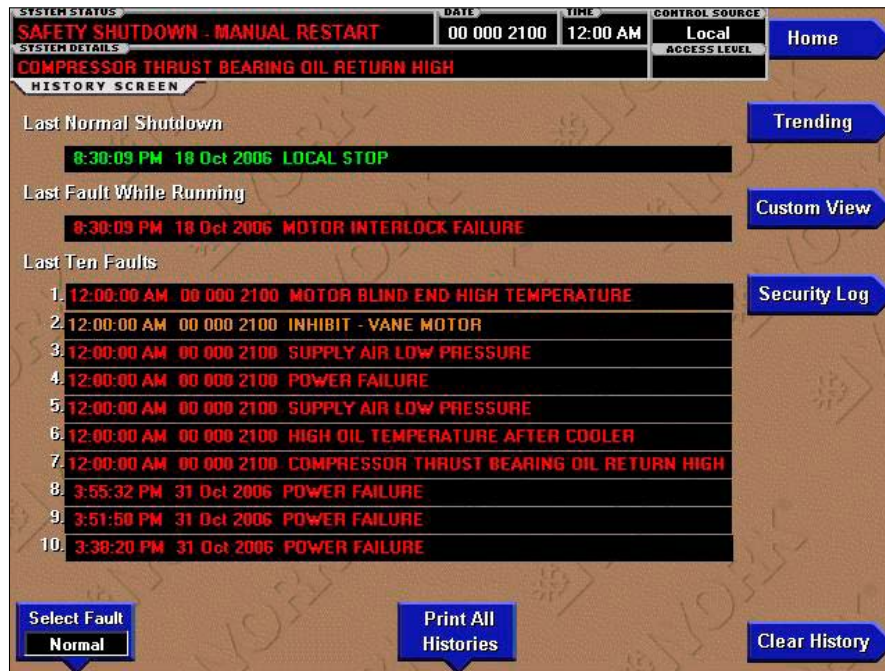 SYSTEM STATUS
SAFETY SHUTDOWN - MANUAL RESTART
DATE
00 000 2100
TIME
12:00 AM
CONTROL SOURCE
Local
ACCESS LEVEL
Home
SYSTEM DETAILS
COMPRESSOR THRUST BEARING OIL RETURN HIGH
HISTORY SCREEN
Last Normal Shutdown
8:30:09 PM 18 Oct 2006 LOCAL STOP
Trending
Last Fault While Running
8:30:09 PM 18 Oct 2006 MOTOR INTERLOCK FAILURE
Custom View
Last Ten Faults
1. 12:00:00 AM 00 000 2100 MOTOR BLIND END HIGH TEMPERATURE
Security Log
2. 12:00:00 AM 00 000 2100 INHIBIT - VANE MOTOR
3. 12:00:00 AM 00 000 2100 SUPPLY AIR LOW PRESSURE
4. 12:00:00 AM 00 000 2100 POWER FAILURE
5. 12:00:00 AM 00 000 2100 SUPPLY AIR LOW PRESSURE
6. 12:00:00 AM 00 000 2100 HIGH OIL TEMPERATURE AFTER COOLER
7. 12:00:00 AM 00 000 2100 COMPRESSOR THRUST BEARING OIL RETURN HIGH
8. 3:55:32 PM 31 Oct 2006 POWER FAILURE
9. 3:51:50 PM 31 Oct 2006 POWER FAILURE
10. 3:38:20 PM 31 Oct 2006 POWER FAILURE
Select Fault
Normal
Print All
Histories
Clear History
YORK